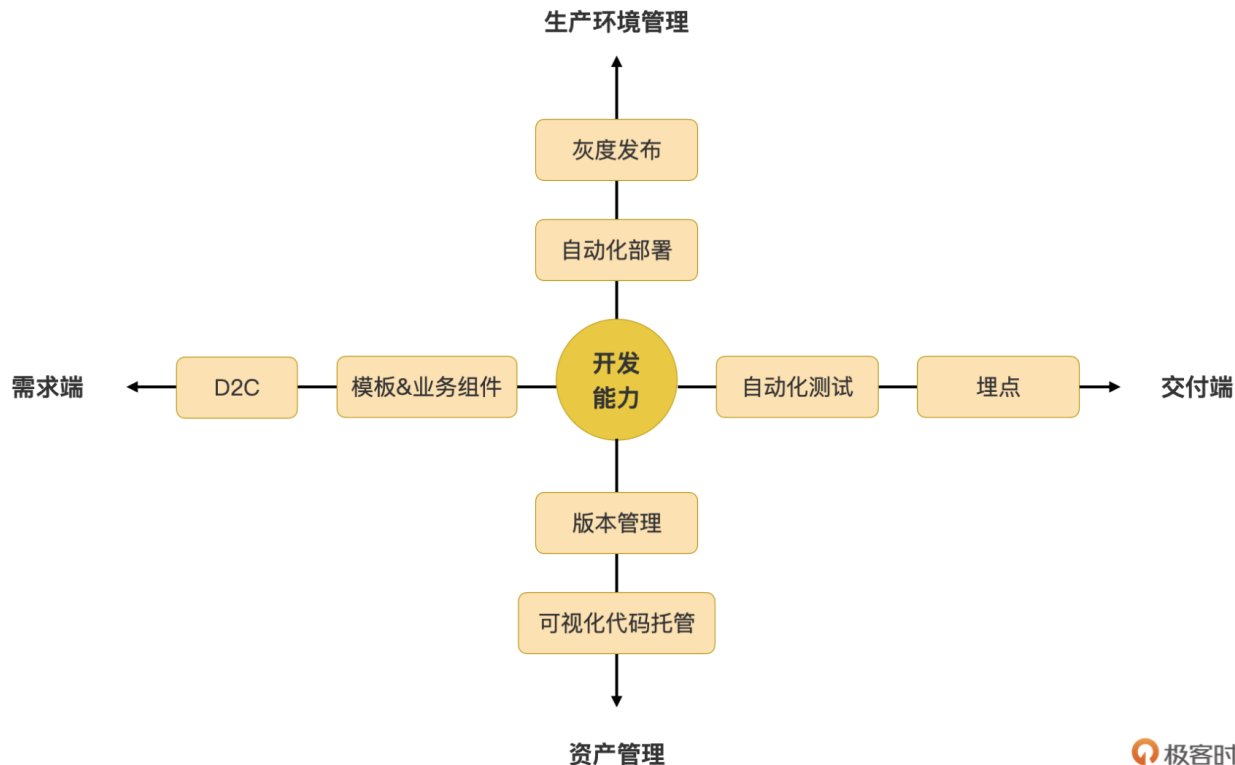 生产环境管理
灰度发布
自动化部署
需求端
D2C
模板&业务组件
开发
能力
自动化测试
埋点
交付端
版本管理
可视化代码托管
资产管理
极客时